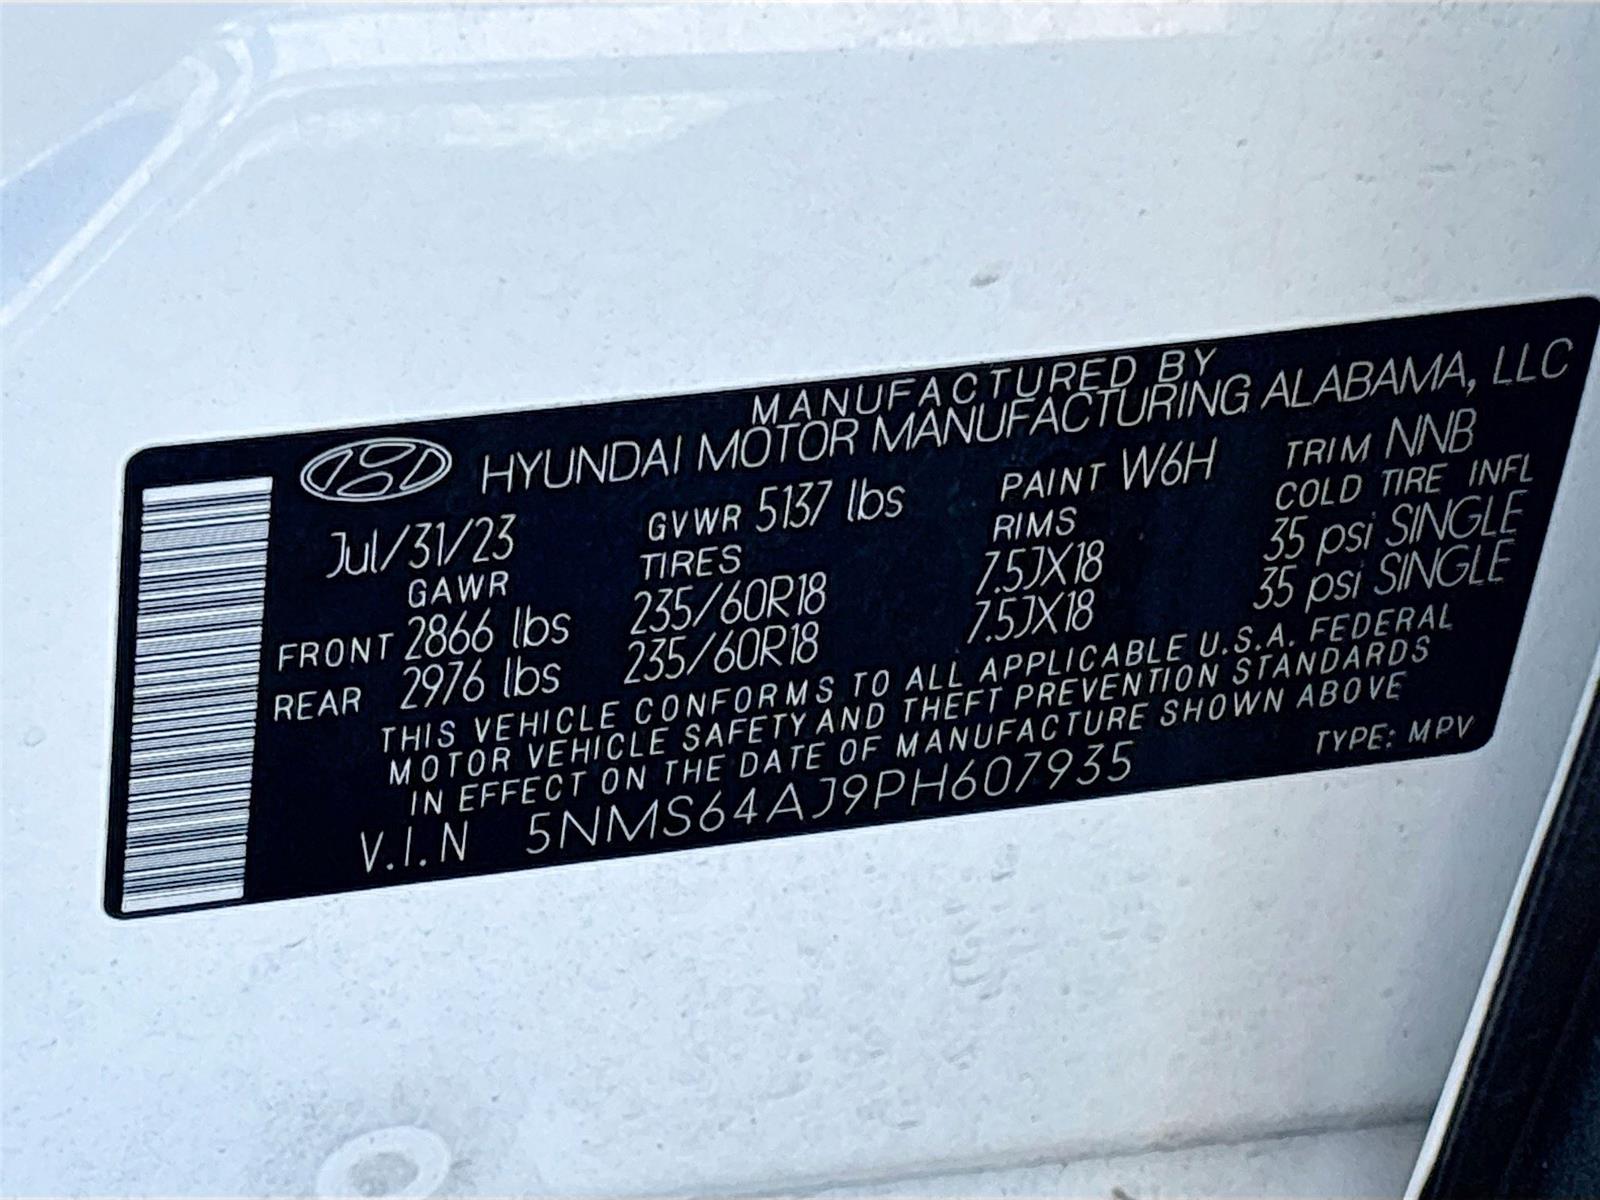 MANUFACTURED BY
HYUNDAI MOTOR MANUFACTURING ALABAMA, LLC
Jul/31/23 GVWR 5137 lbs PAINT W6H TRIM NNB
GAWR TIRES RIMS COLD TIRE INFL
FRONT 2866 lbs 235/60R18 7.5JX18 35 psi SINGLE
REAR 2976 lbs 235/60R18 7.5JX18 35 psi SINGLE
THIS VEHICLE CONFORMS TO ALL APPLICABLE U.S.A. FEDERAL
MOTOR VEHICLE SAFETY AND THEFT PREVENTION STANDARDS
IN EFFECT ON THE DATE OF MANUFACTURE SHOWN ABOVE
V.I.N 5NMS64AJ9PH607935 TYPE: MPV